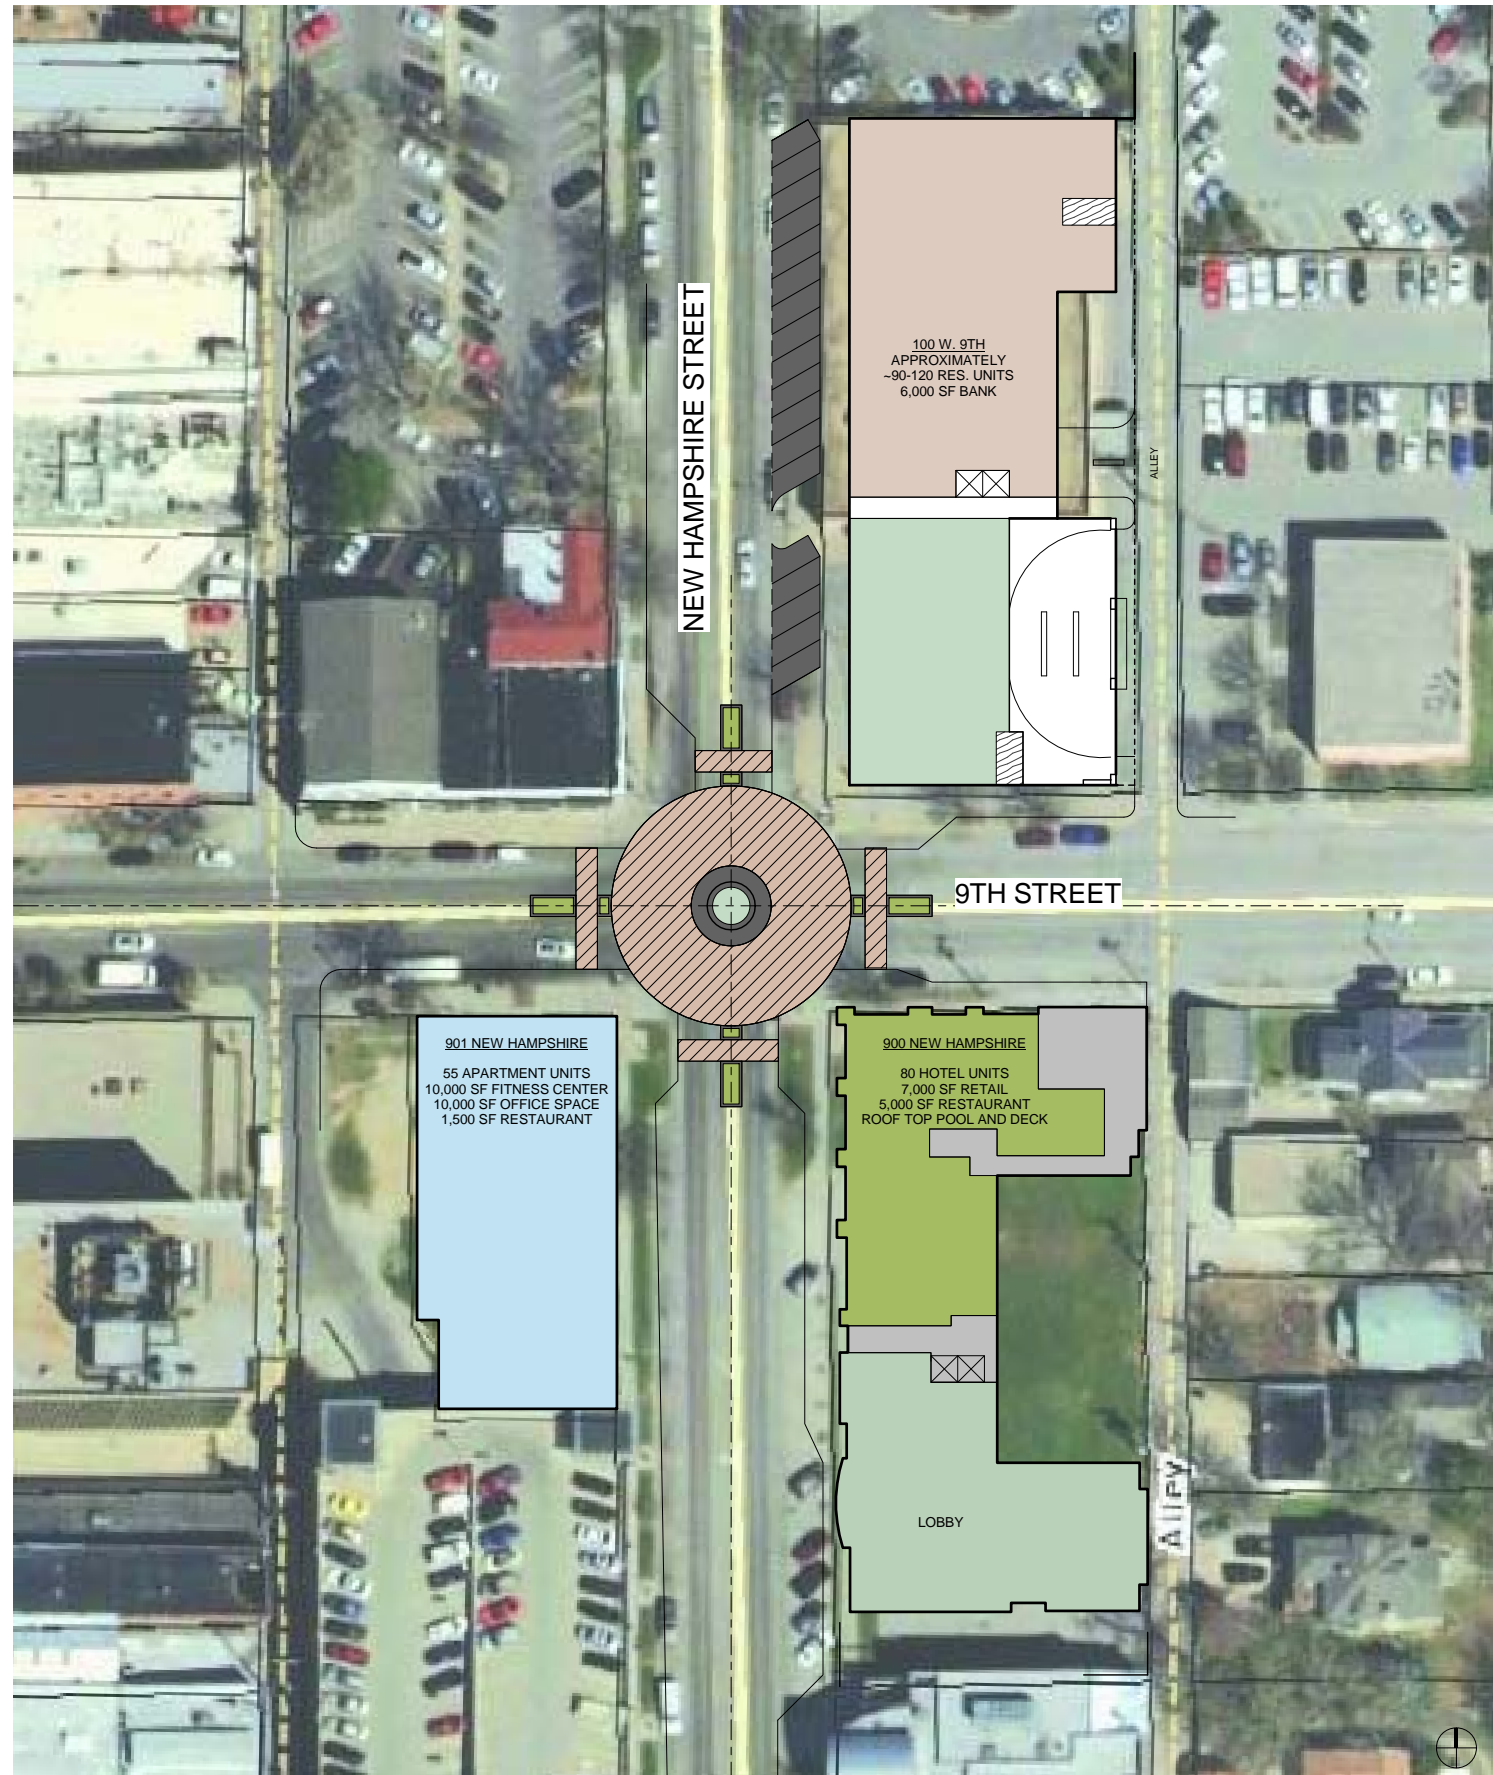 NEW HAMPSHIRE STREET
100 W. 9TH
APPROXIMATELY
~90-120 RES. UNITS
6,000 SF BANK
ALLEY
9TH STREET
901 NEW HAMPSHIRE
55 APARTMENT UNITS
10,000 SF FITNESS CENTER
10,000 SF OFFICE SPACE
1,500 SF RESTAURANT
900 NEW HAMPSHIRE
80 HOTEL UNITS
7,000 SF RETAIL
5,000 SF RESTAURANT
ROOF TOP POOL AND DECK
LOBBY
Alley